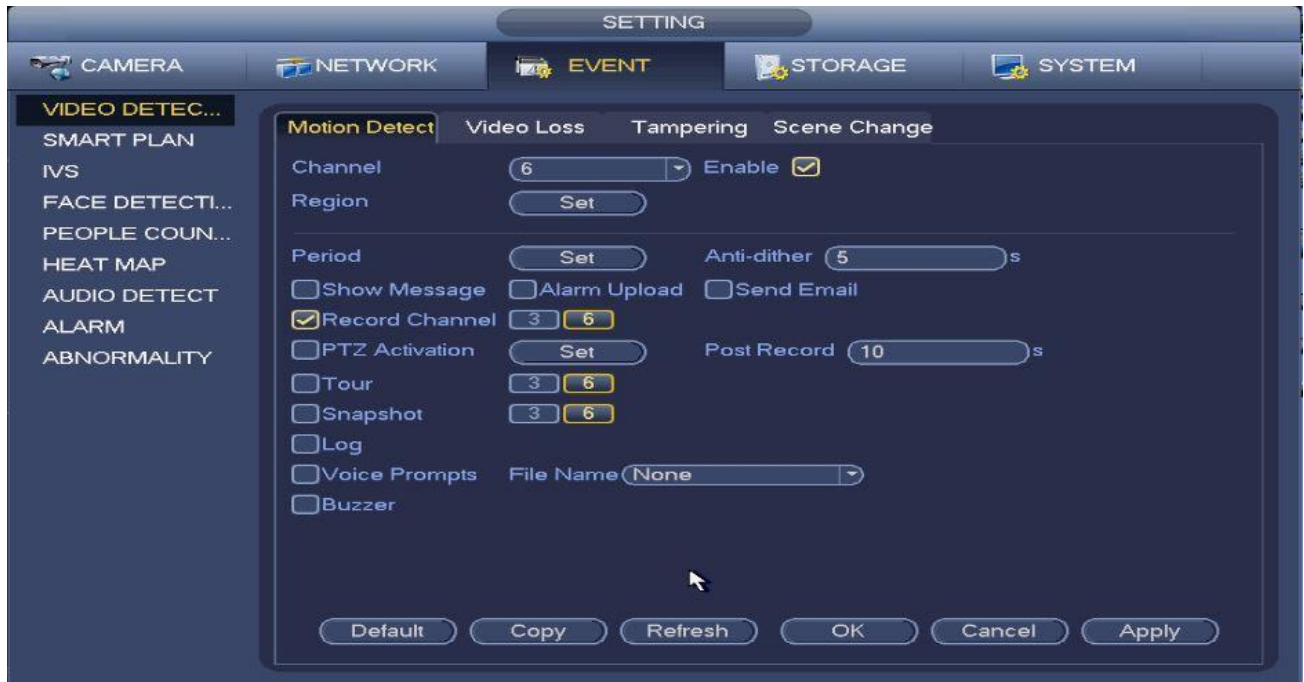 SETTING
CAMERA NETWORK EVENT STORAGE SYSTEM
VIDEO DETEC...
SMART PLAN
IVS
FACE DETECTI...
PEOPLE COUN...
HEAT MAP
AUDIO DETECT
ALARM
ABNORMALITY
Motion Detect Video Loss Tampering Scene Change
Channel 6 Enable
Region Set
Period Set Anti-dither 5 s
Show Message Alarm Upload Send Email
Record Channel 3 6
PTZ Activation Set Post Record 10 s
Tour 3 6
Snapshot 3 6
Log
Voice Prompts File Name None
Buzzer
Default Copy Refresh OK Cancel Apply